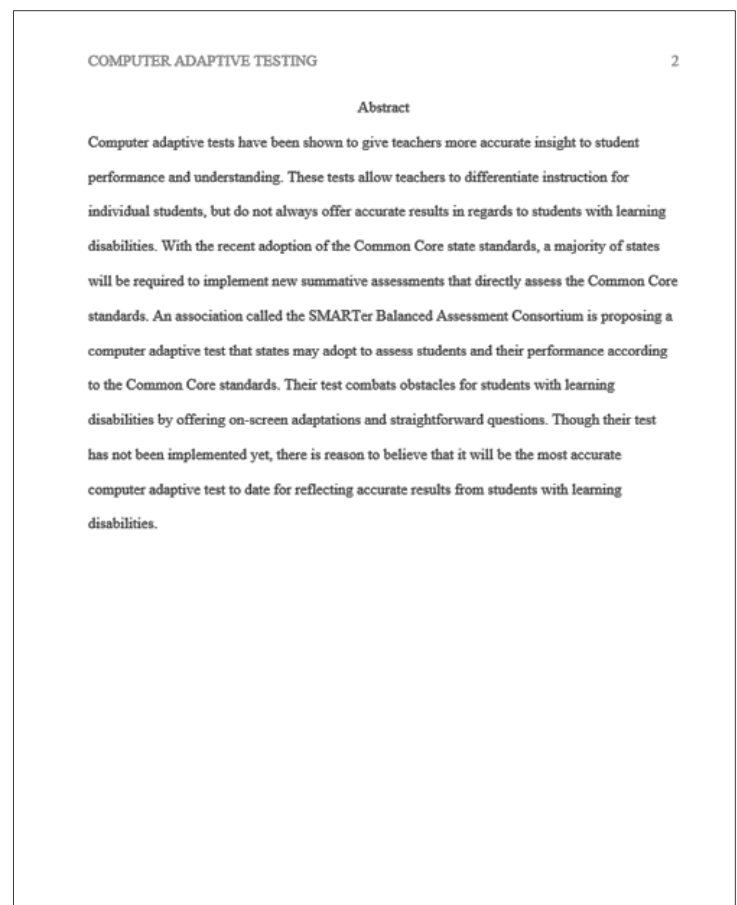 COMPUTER ADAPTIVE TESTING 2
Abstract
Computer adaptive tests have been shown to give teachers more accurate insight to student
performance and understanding. These tests allow teachers to differentiate instruction for
individual students, but do not always offer accurate results in regards to students with learning
disabilities. With the recent adoption of the Common Core state standards, a majority of states
will be required to implement new summative assessments that directly assess the Common Core
standards. An association called the SMARTer Balanced Assessment Consortium is proposing a
computer adaptive test that states may adopt to assess students and their performance according
to the Common Core standards. Their test combats obstacles for students with learning
disabilities by offering on-screen adaptations and straightforward questions. Though their test
has not been implemented yet, there is reason to believe that it will be the most accurate
computer adaptive test to date for reflecting accurate results from students with learning
disabilities.